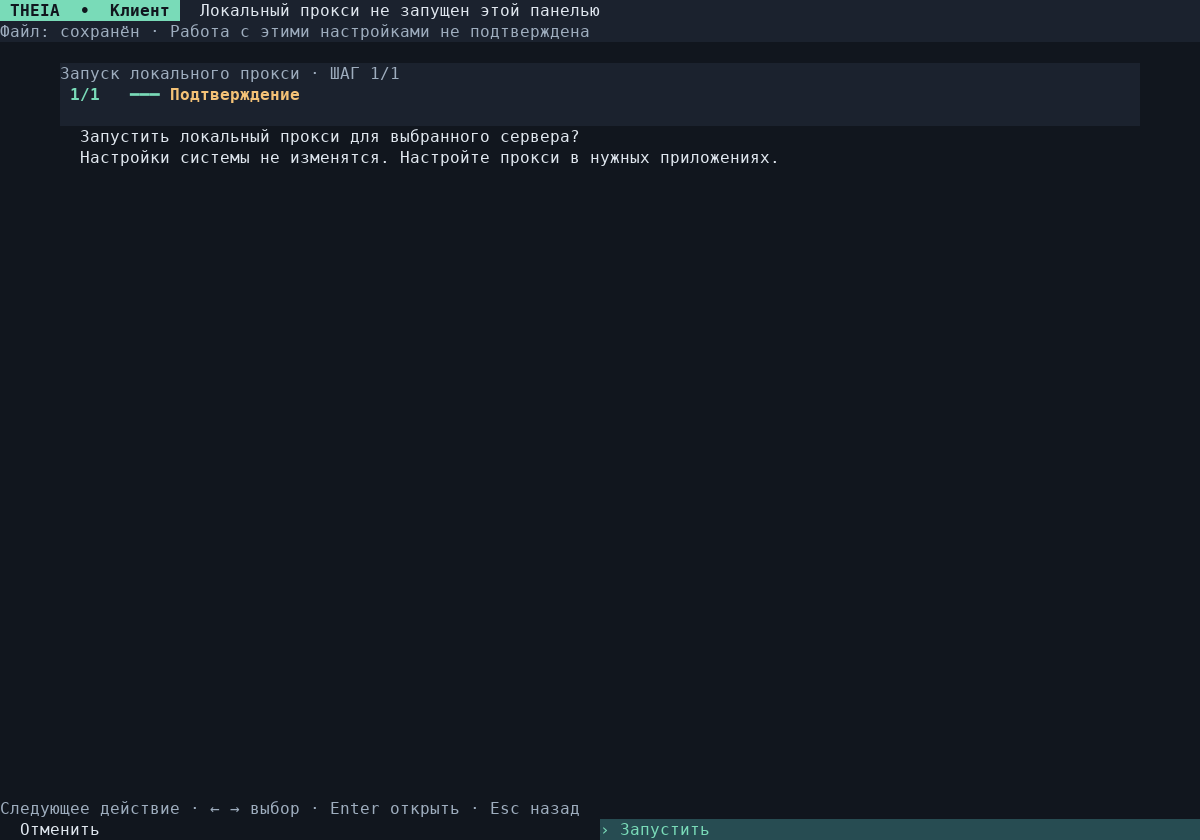 THEIA • Клиент Локальный прокси не запущен этой панелью
Файл: сохранён · Работа с этими настройками не подтверждена
Запуск локального прокси · ШАГ 1/1
1/1 ━━━ Подтверждение
Запустить локальный прокси для выбранного сервера?
Настройки системы не изменятся. Настройте прокси в нужных приложениях.
Следующее действие · ← → выбор · Enter открыть · Esc назад
Отменить › Запустить